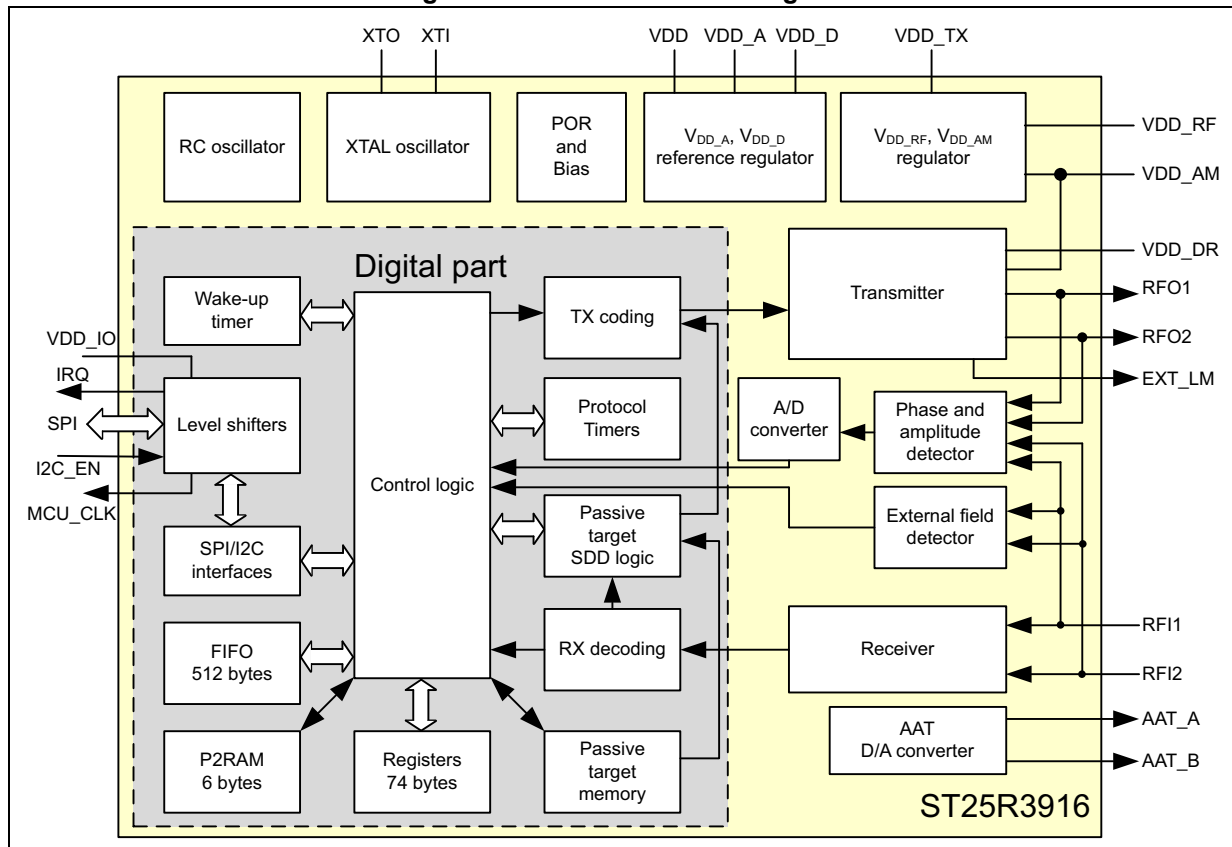 XTO
XTI
VDD
VDD_A
VDD_D
VDD_TX
RC oscillator
XTAL oscillator
POR
and
Bias
VDD_A, VDD_D
reference regulator
VDD_RF, VDD_AM
regulator
VDD_RF
VDD_AM
Digital part
Wake-up
timer
TX coding
Transmitter
VDD_DR
RFO1
RFO2
EXT_LM
VDD_IO
IRQ
SPI
I2C_EN
MCU_CLK
Level shifters
Control logic
Protocol
Timers
A/D
converter
Phase and
amplitude
detector
SPI/I2C
interfaces
Passive
target
SDD logic
External field
detector
FIFO
512 bytes
RX decoding
Receiver
RFI1
RFI2
P2RAM
6 bytes
Registers
74 bytes
Passive
target
memory
AAT
D/A converter
AAT_A
AAT_B
ST25R3916